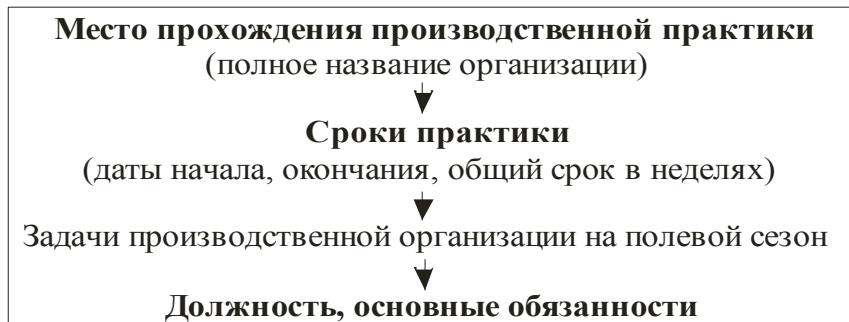 Место прохождения производственной практики
(полное название организации)
Сроки практики
(даты начала, окончания, общий срок в неделях)
Задачи производственной организации на полевой сезон
Должность, основные обязанности